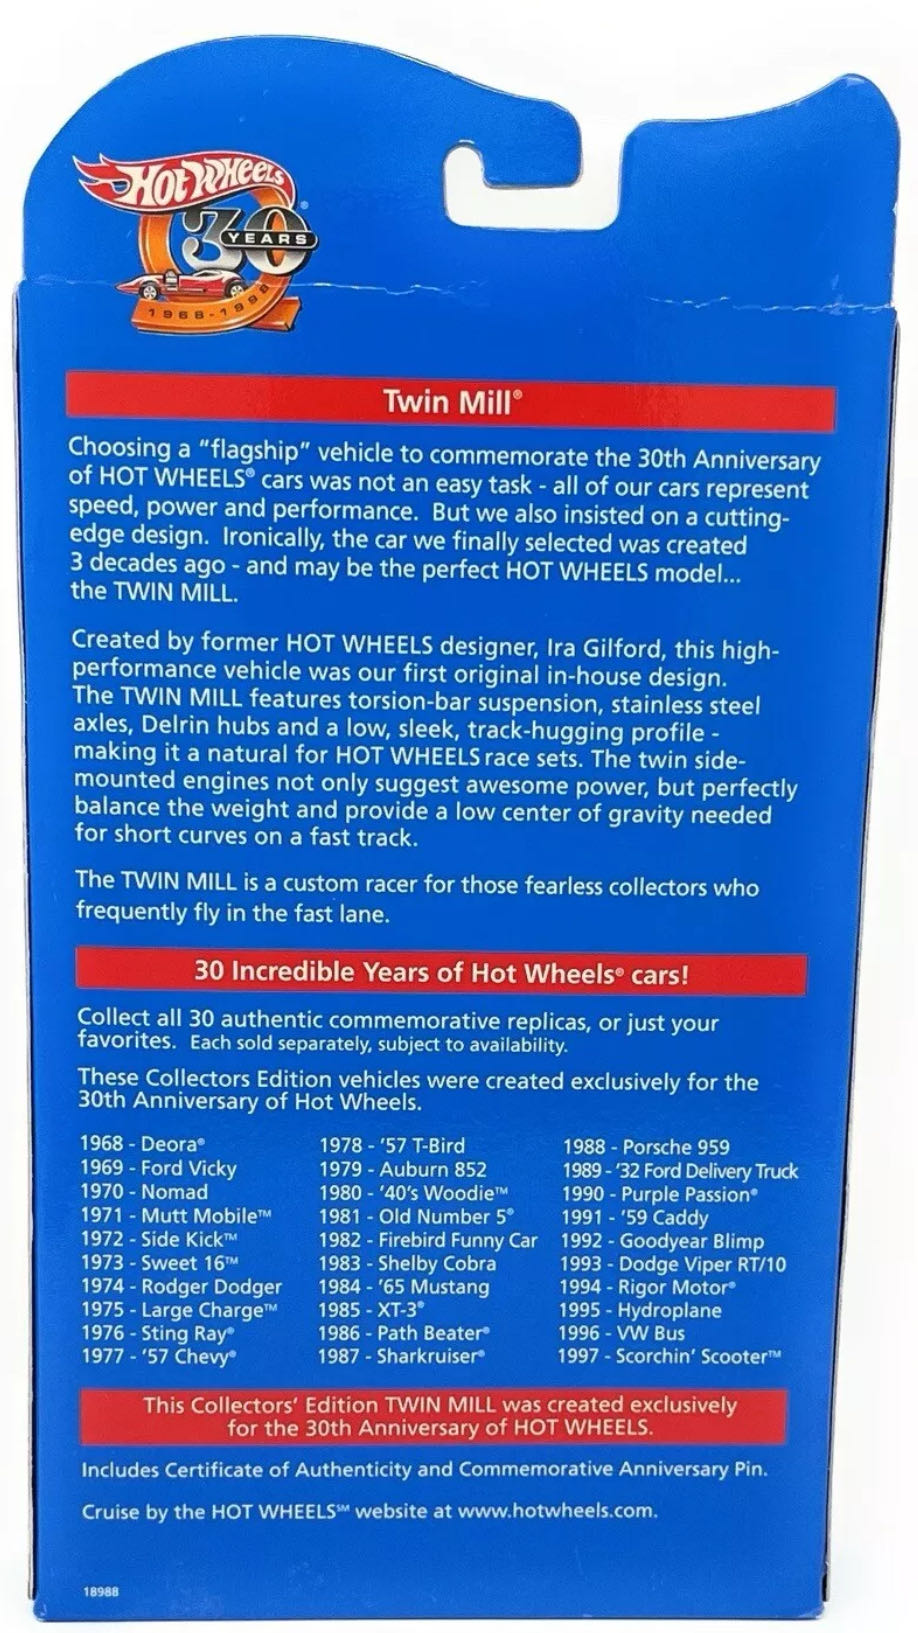 Hot Wheels®
30
YEARS
1968-1998
Twin Mill®
Choosing a “flagship” vehicle to commemorate the 30th Anniversary
of HOT WHEELS® cars was not an easy task - all of our cars represent
speed, power and performance. But we also insisted on a cutting-
edge design. Ironically, the car we finally selected was created
3 decades ago - and may be the perfect HOT WHEELS model...
the TWIN MILL.
Created by former HOT WHEELS designer, Ira Gilford, this high-
performance vehicle was our first original in-house design.
The TWIN MILL features torsion-bar suspension, stainless steel
axles, Delrin hubs and a low, sleek, track-hugging profile -
making it a natural for HOT WHEELS race sets. The twin side-
mounted engines not only suggest awesome power, but perfectly
balance the weight and provide a low center of gravity needed
for short curves on a fast track.
The TWIN MILL is a custom racer for those fearless collectors who
frequently fly in the fast lane.
30 Incredible Years of Hot Wheels® cars!
Collect all 30 authentic commemorative replicas, or just your
favorites. Each sold separately, subject to availability.
These Collectors Edition vehicles were created exclusively for the
30th Anniversary of Hot Wheels.
1968 - Deora®
1969 - Ford Vicky
1970 - Nomad
1971 - Mutt Mobile™
1972 - Side Kick™
1973 - Sweet 16™
1974 - Rodger Dodger
1975 - Large Charge™
1976 - Sting Ray®
1977 - ’57 Chevy®
1978 - ’57 T-Bird
1979 - Auburn 852
1980 - ’40’s Woodie™
1981 - Old Number 5®
1982 - Firebird Funny Car
1983 - Shelby Cobra
1984 - ’65 Mustang
1985 - XT-3®
1986 - Path Beater®
1987 - Sharkruiser®
1988 - Porsche 959
1989 - ’32 Ford Delivery Truck
1990 - Purple Passion®
1991 - ’59 Caddy
1992 - Goodyear Blimp
1993 - Dodge Viper RT/10
1994 - Rigor Motor®
1995 - Hydroplane
1996 - VW Bus
1997 - Scorchin’ Scooter™
This Collectors’ Edition TWIN MILL was created exclusively
for the 30th Anniversary of HOT WHEELS.
Includes Certificate of Authenticity and Commemorative Anniversary Pin.
Cruise by the HOT WHEELS℠ website at www.hotwheels.com.
18988